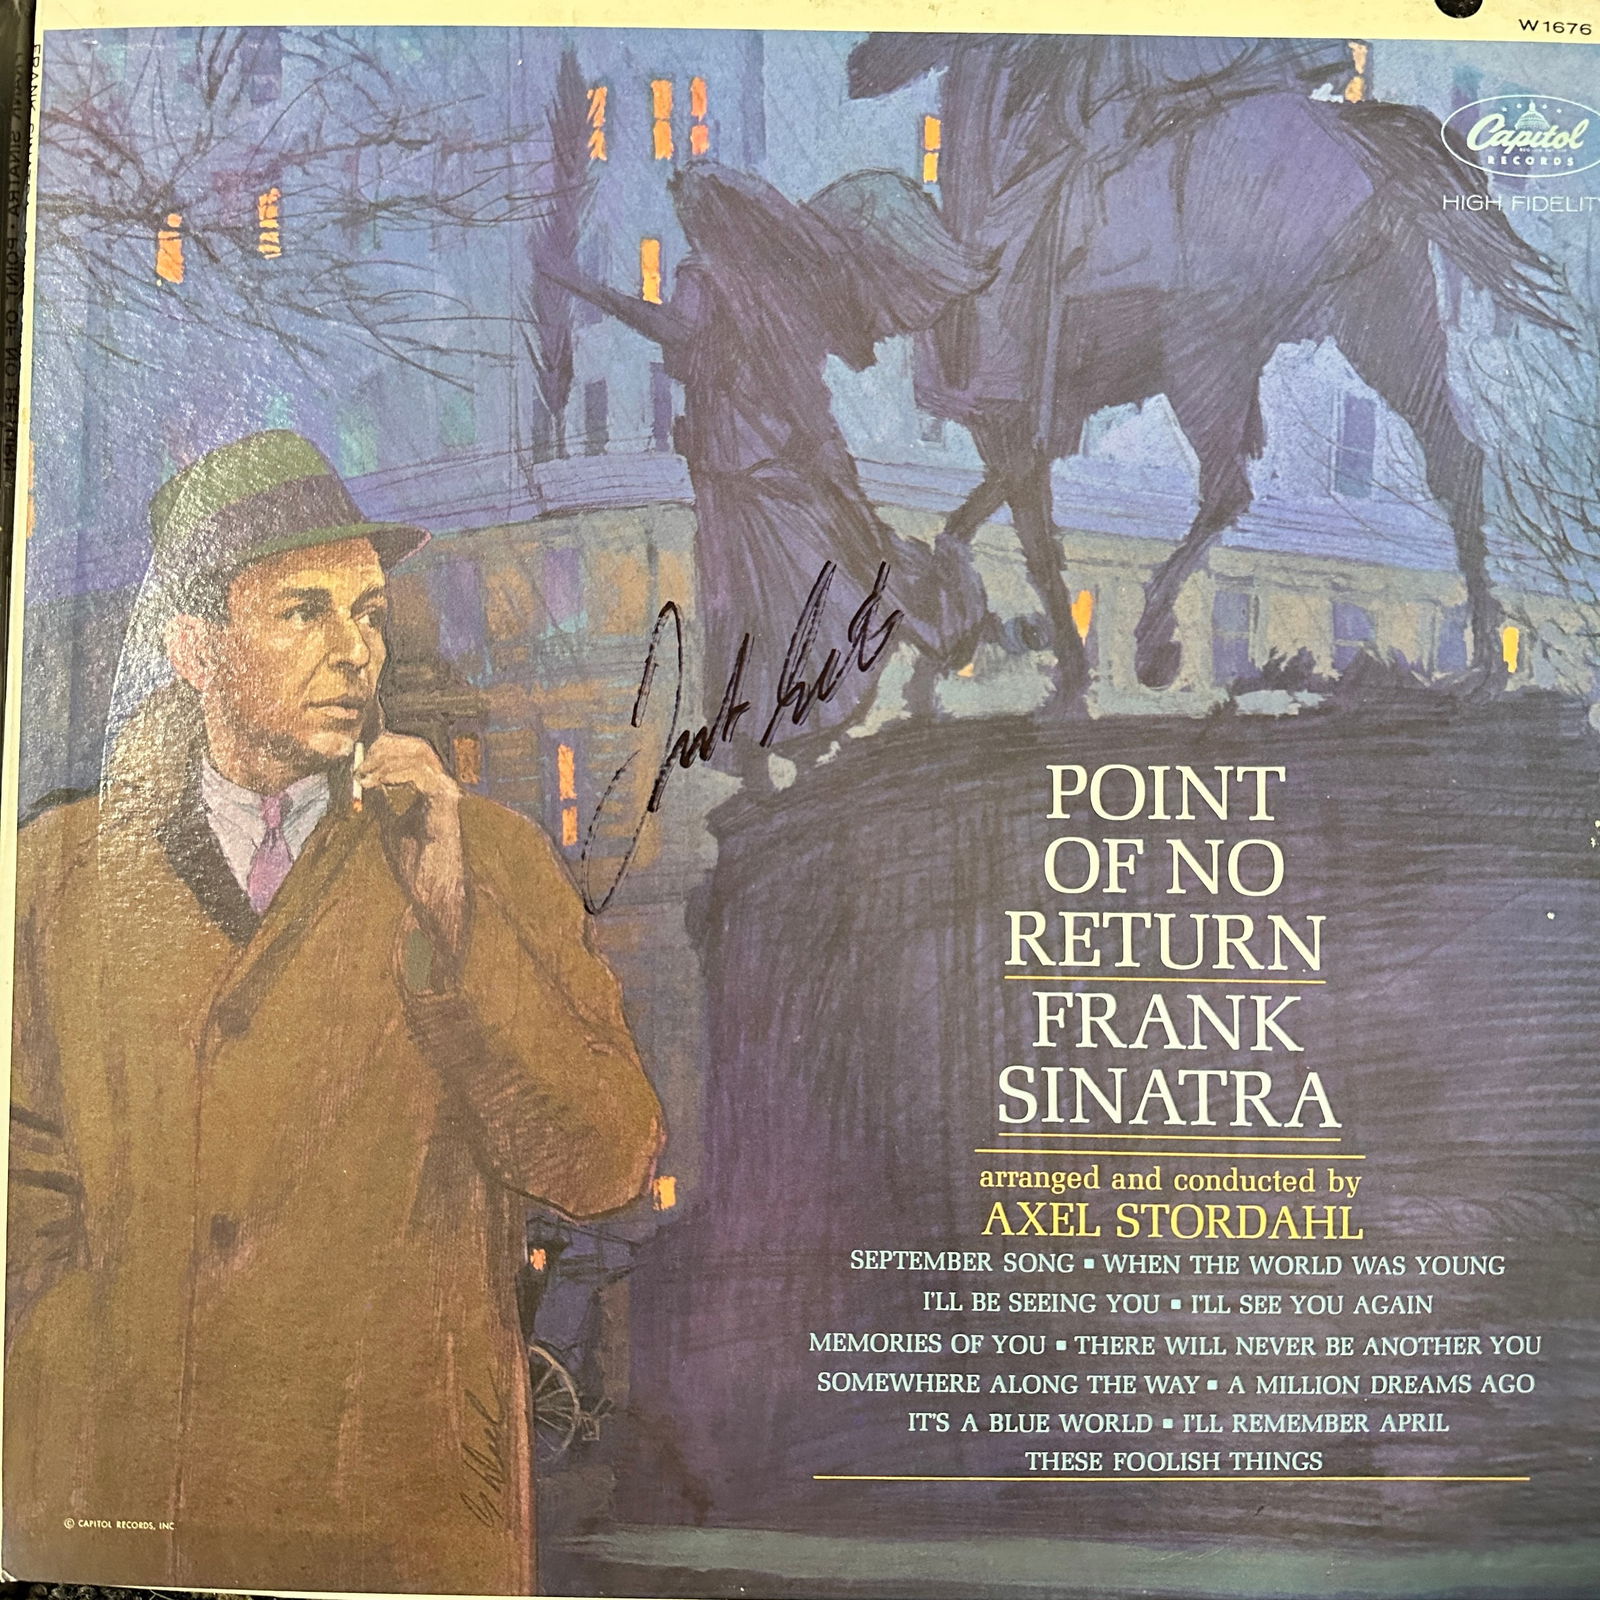 W 1676
Capitol
RECORDS
HIGH FIDELITY
POINT
OF NO
RETURN
FRANK
SINATRA
arranged and conducted by
AXEL STORDAHL
SEPTEMBER SONG ▪ WHEN THE WORLD WAS YOUNG
I'LL BE SEEING YOU ▪ I'LL SEE YOU AGAIN
MEMORIES OF YOU ▪ THERE WILL NEVER BE ANOTHER YOU
SOMEWHERE ALONG THE WAY ▪ A MILLION DREAMS AGO
IT'S A BLUE WORLD ▪ I'LL REMEMBER APRIL
THESE FOOLISH THINGS
© CAPITOL RECORDS, INC